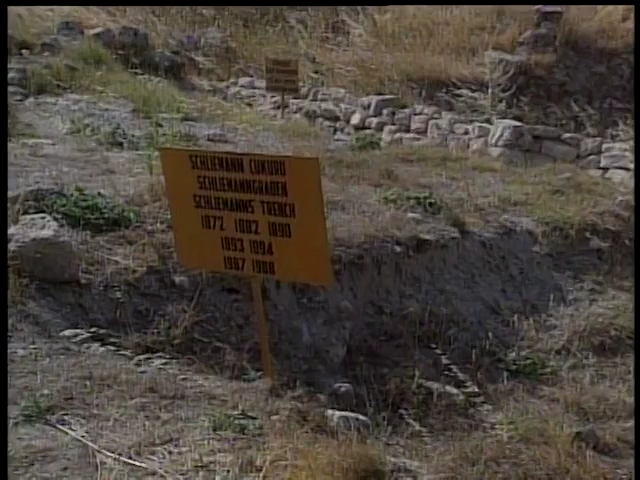 SCHLIEMANN CUKURU
SCHLIEMANNGRABEN
SCHLIEMANNS' TRENCH
1872 1882 1890
1893 1894
1987 1988